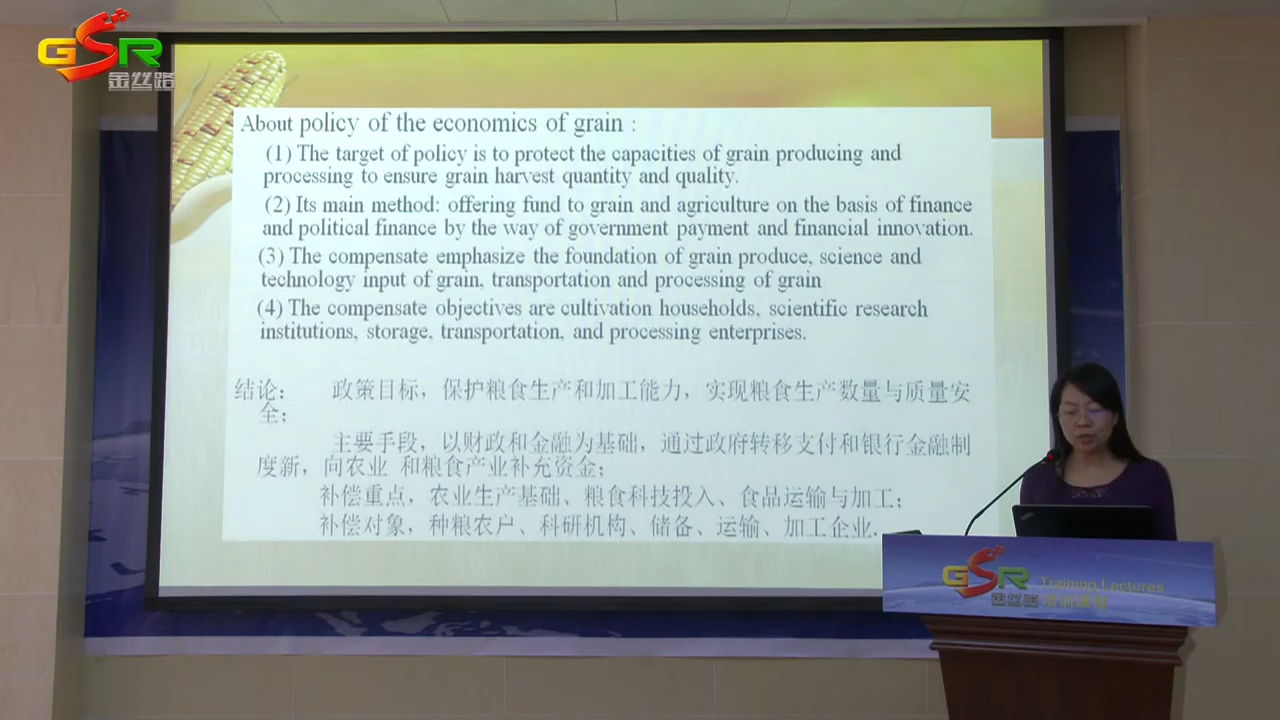 GSR
金丝路
About policy of the economics of grain :
(1) The target of policy is to protect the capacities of grain producing and
processing to ensure grain harvest quantity and quality.
(2) Its main method: offering fund to grain and agriculture on the basis of finance
and political finance by the way of government payment and financial innovation.
(3) The compensate emphasize the foundation of grain produce, science and
technology input of grain, transportation and processing of grain
(4) The compensate objectives are cultivation households, scientific research
institutions, storage, transportation, and processing enterprises.
结论： 政策目标，保护粮食生产和加工能力，实现粮食生产数量与质量安
全；
主要手段，以财政和金融为基础，通过政府转移支付和银行金融制
度新，向农业 和粮食产业补充资金；
补偿重点，农业生产基础、粮食科技投入、食品运输与加工；
补偿对象，种粮农户、科研机构、储备、运输、加工企业.
GSR Training Lectures
金丝路 培训课程